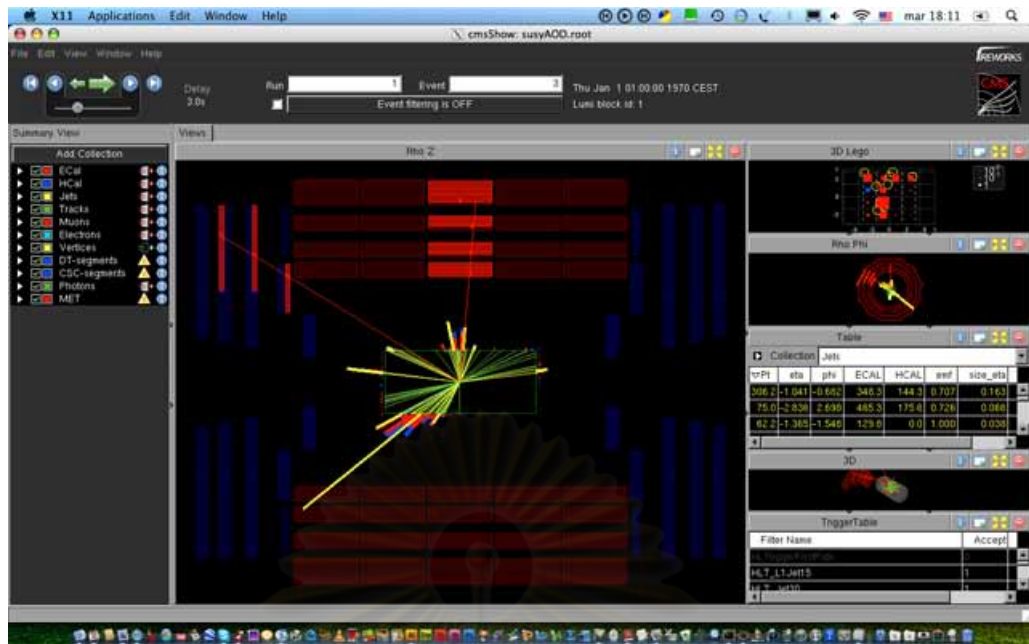 X11 Applications Edit Window Help mar 18:11
cmsShow: susyAOD.root
File Edit View Window Help FIREWORKS
Delay 3.0s Run 1 Event 3 Thu Jan 1 01:00:00 1970 CEST
Event filtering is OFF Lumi block id: 1
CMS
Summary View Views
Add Collection Rho Z 3D Lego
ECal
HCal
Jets
Tracks
Muons
Electrons
Vertices
DT-segments
CSC-segments
Photons
MET
Rho Phi
Table
Collection Jets
Pt eta phi ECAL HCAL emf size_eta
306.2 -1.041 -0.682 348.3 144.3 0.707 0.163
75.0 -2.838 2.698 465.3 175.6 0.726 0.066
62.2 -1.365 -1.546 129.6 0.0 1.000 0.038
3D
TriggerTable
Filter Name Accept
HLT_L1Jet15 1
HLT_Jet30 1